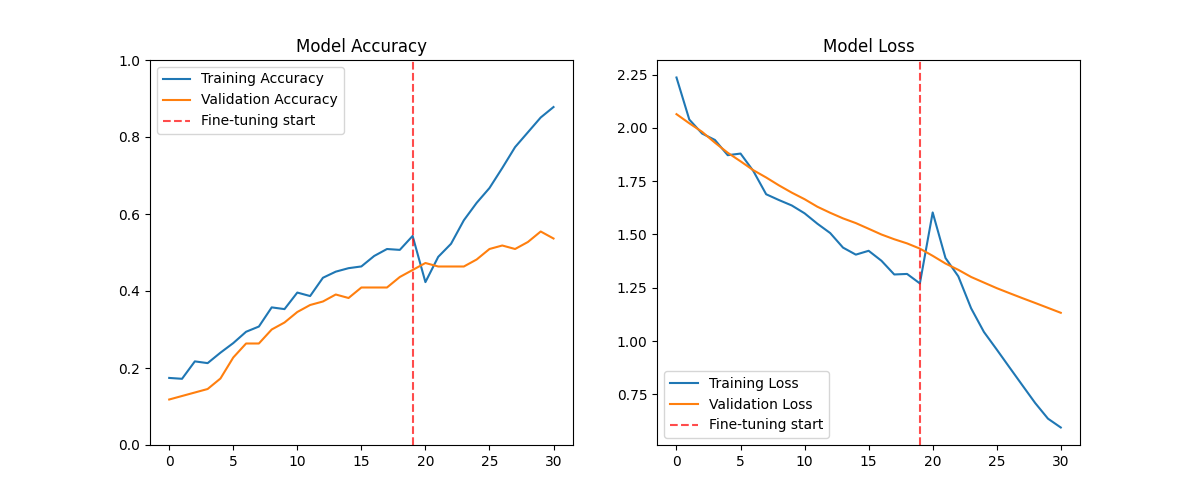 Model Accuracy
1.0
0.8
0.6
0.4
0.2
0.0
Training Accuracy
Validation Accuracy
Fine-tuning start
0 5 10 15 20 25 30
Model Loss
2.25
2.00
1.75
1.50
1.25
1.00
0.75
Training Loss
Validation Loss
Fine-tuning start
0 5 10 15 20 25 30